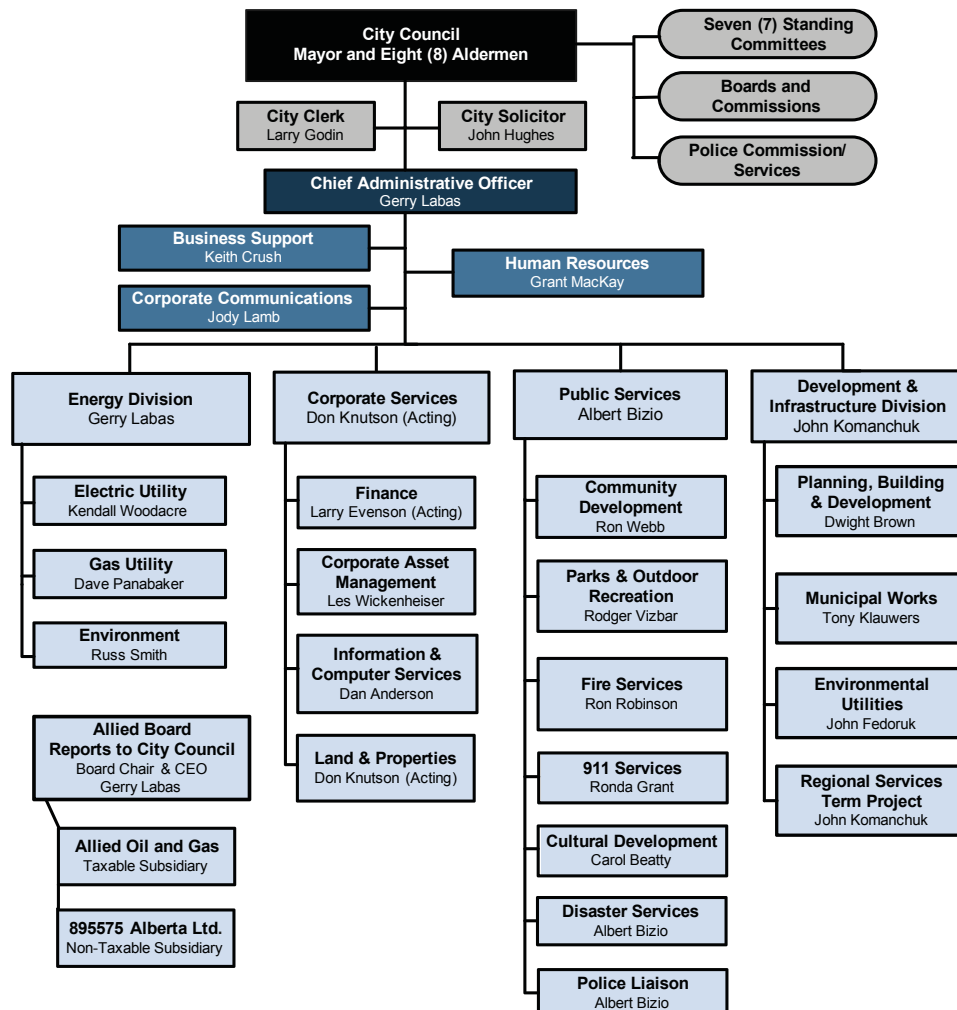 City Council
Mayor and Eight (8) Aldermen
Seven (7) Standing
Committees
Boards and
Commissions
Police Commission/
Services
City Clerk
Larry Godin
City Solicitor
John Hughes
Chief Administrative Officer
Gerry Labas
Business Support
Keith Crush
Human Resources
Grant MacKay
Corporate Communications
Jody Lamb
Energy Division
Gerry Labas
Electric Utility
Kendall Woodacre
Gas Utility
Dave Panabaker
Environment
Russ Smith
Allied Board
Reports to City Council
Board Chair & CEO
Gerry Labas
Allied Oil and Gas
Taxable Subsidiary
895575 Alberta Ltd.
Non-Taxable Subsidiary
Corporate Services
Don Knutson (Acting)
Finance
Larry Evenson (Acting)
Corporate Asset
Management
Les Wickenheiser
Information &
Computer Services
Dan Anderson
Land & Properties
Don Knutson (Acting)
Public Services
Albert Bizio
Community
Development
Ron Webb
Parks & Outdoor
Recreation
Rodger Vizbar
Fire Services
Ron Robinson
911 Services
Ronda Grant
Cultural Development
Carol Beatty
Disaster Services
Albert Bizio
Police Liaison
Albert Bizio
Development &
Infrastructure Division
John Komanchuk
Planning, Building
& Development
Dwight Brown
Municipal Works
Tony Klauwers
Environmental
Utilities
John Fedoruk
Regional Services
Term Project
John Komanchuk